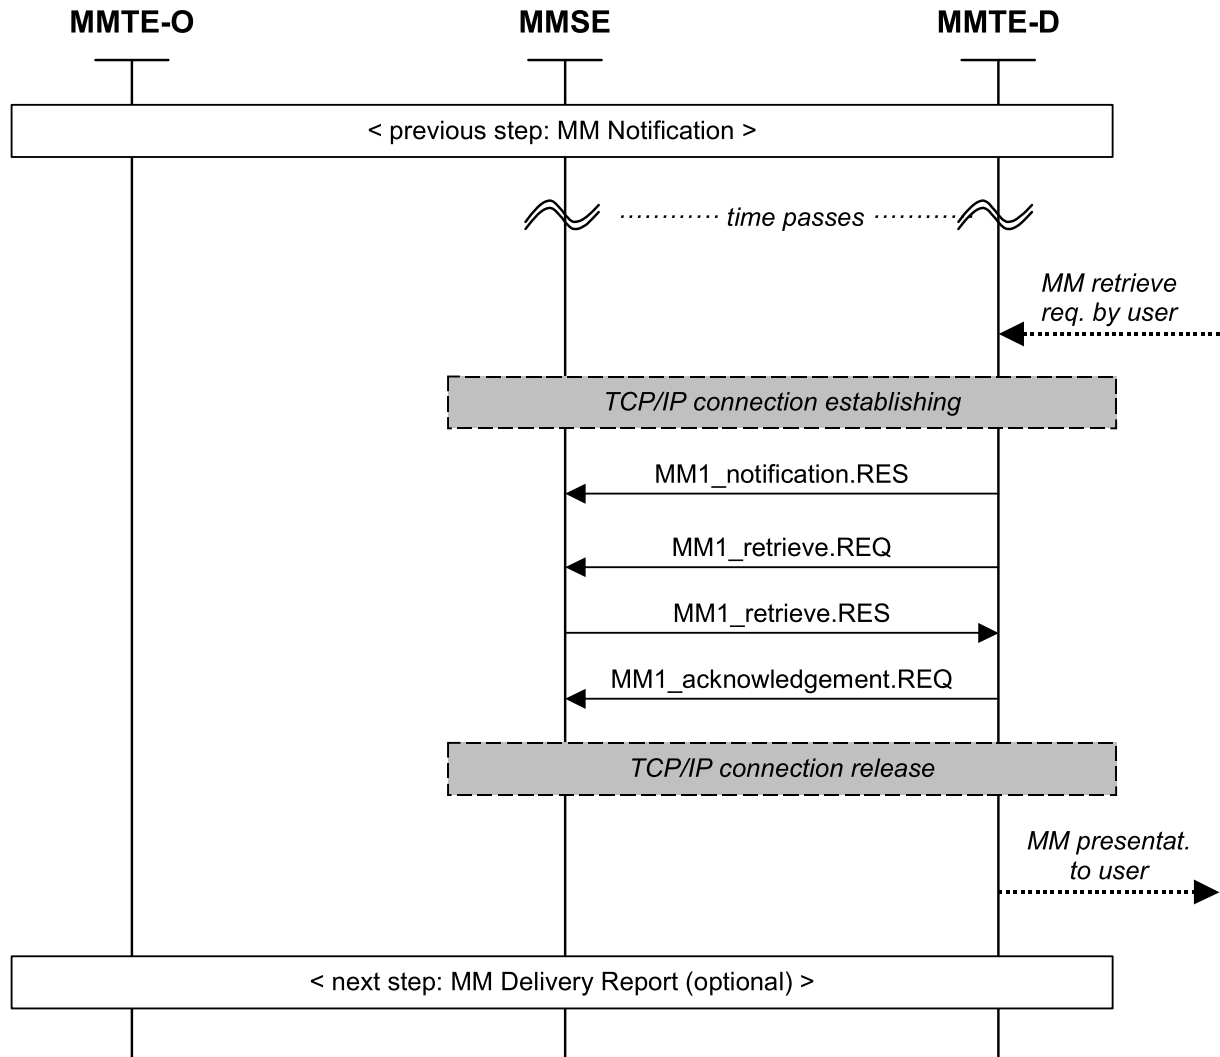 MMTE-O MMSE MMTE-D
< previous step: MM Notification >
············ time passes ············
MM retrieve
req. by user
TCP/IP connection establishing
MM1_notification.RES
MM1_retrieve.REQ
MM1_retrieve.RES
MM1_acknowledgement.REQ
TCP/IP connection release
MM presentat.
to user
< next step: MM Delivery Report (optional) >